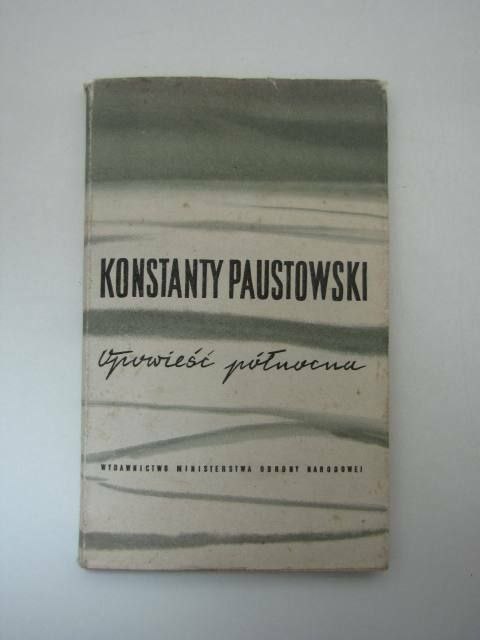 KONSTANTY PAUSTOWSKI
Opowieść północna
WYDAWNICTWO MINISTERSTWA OBRONY NARODOWEJ